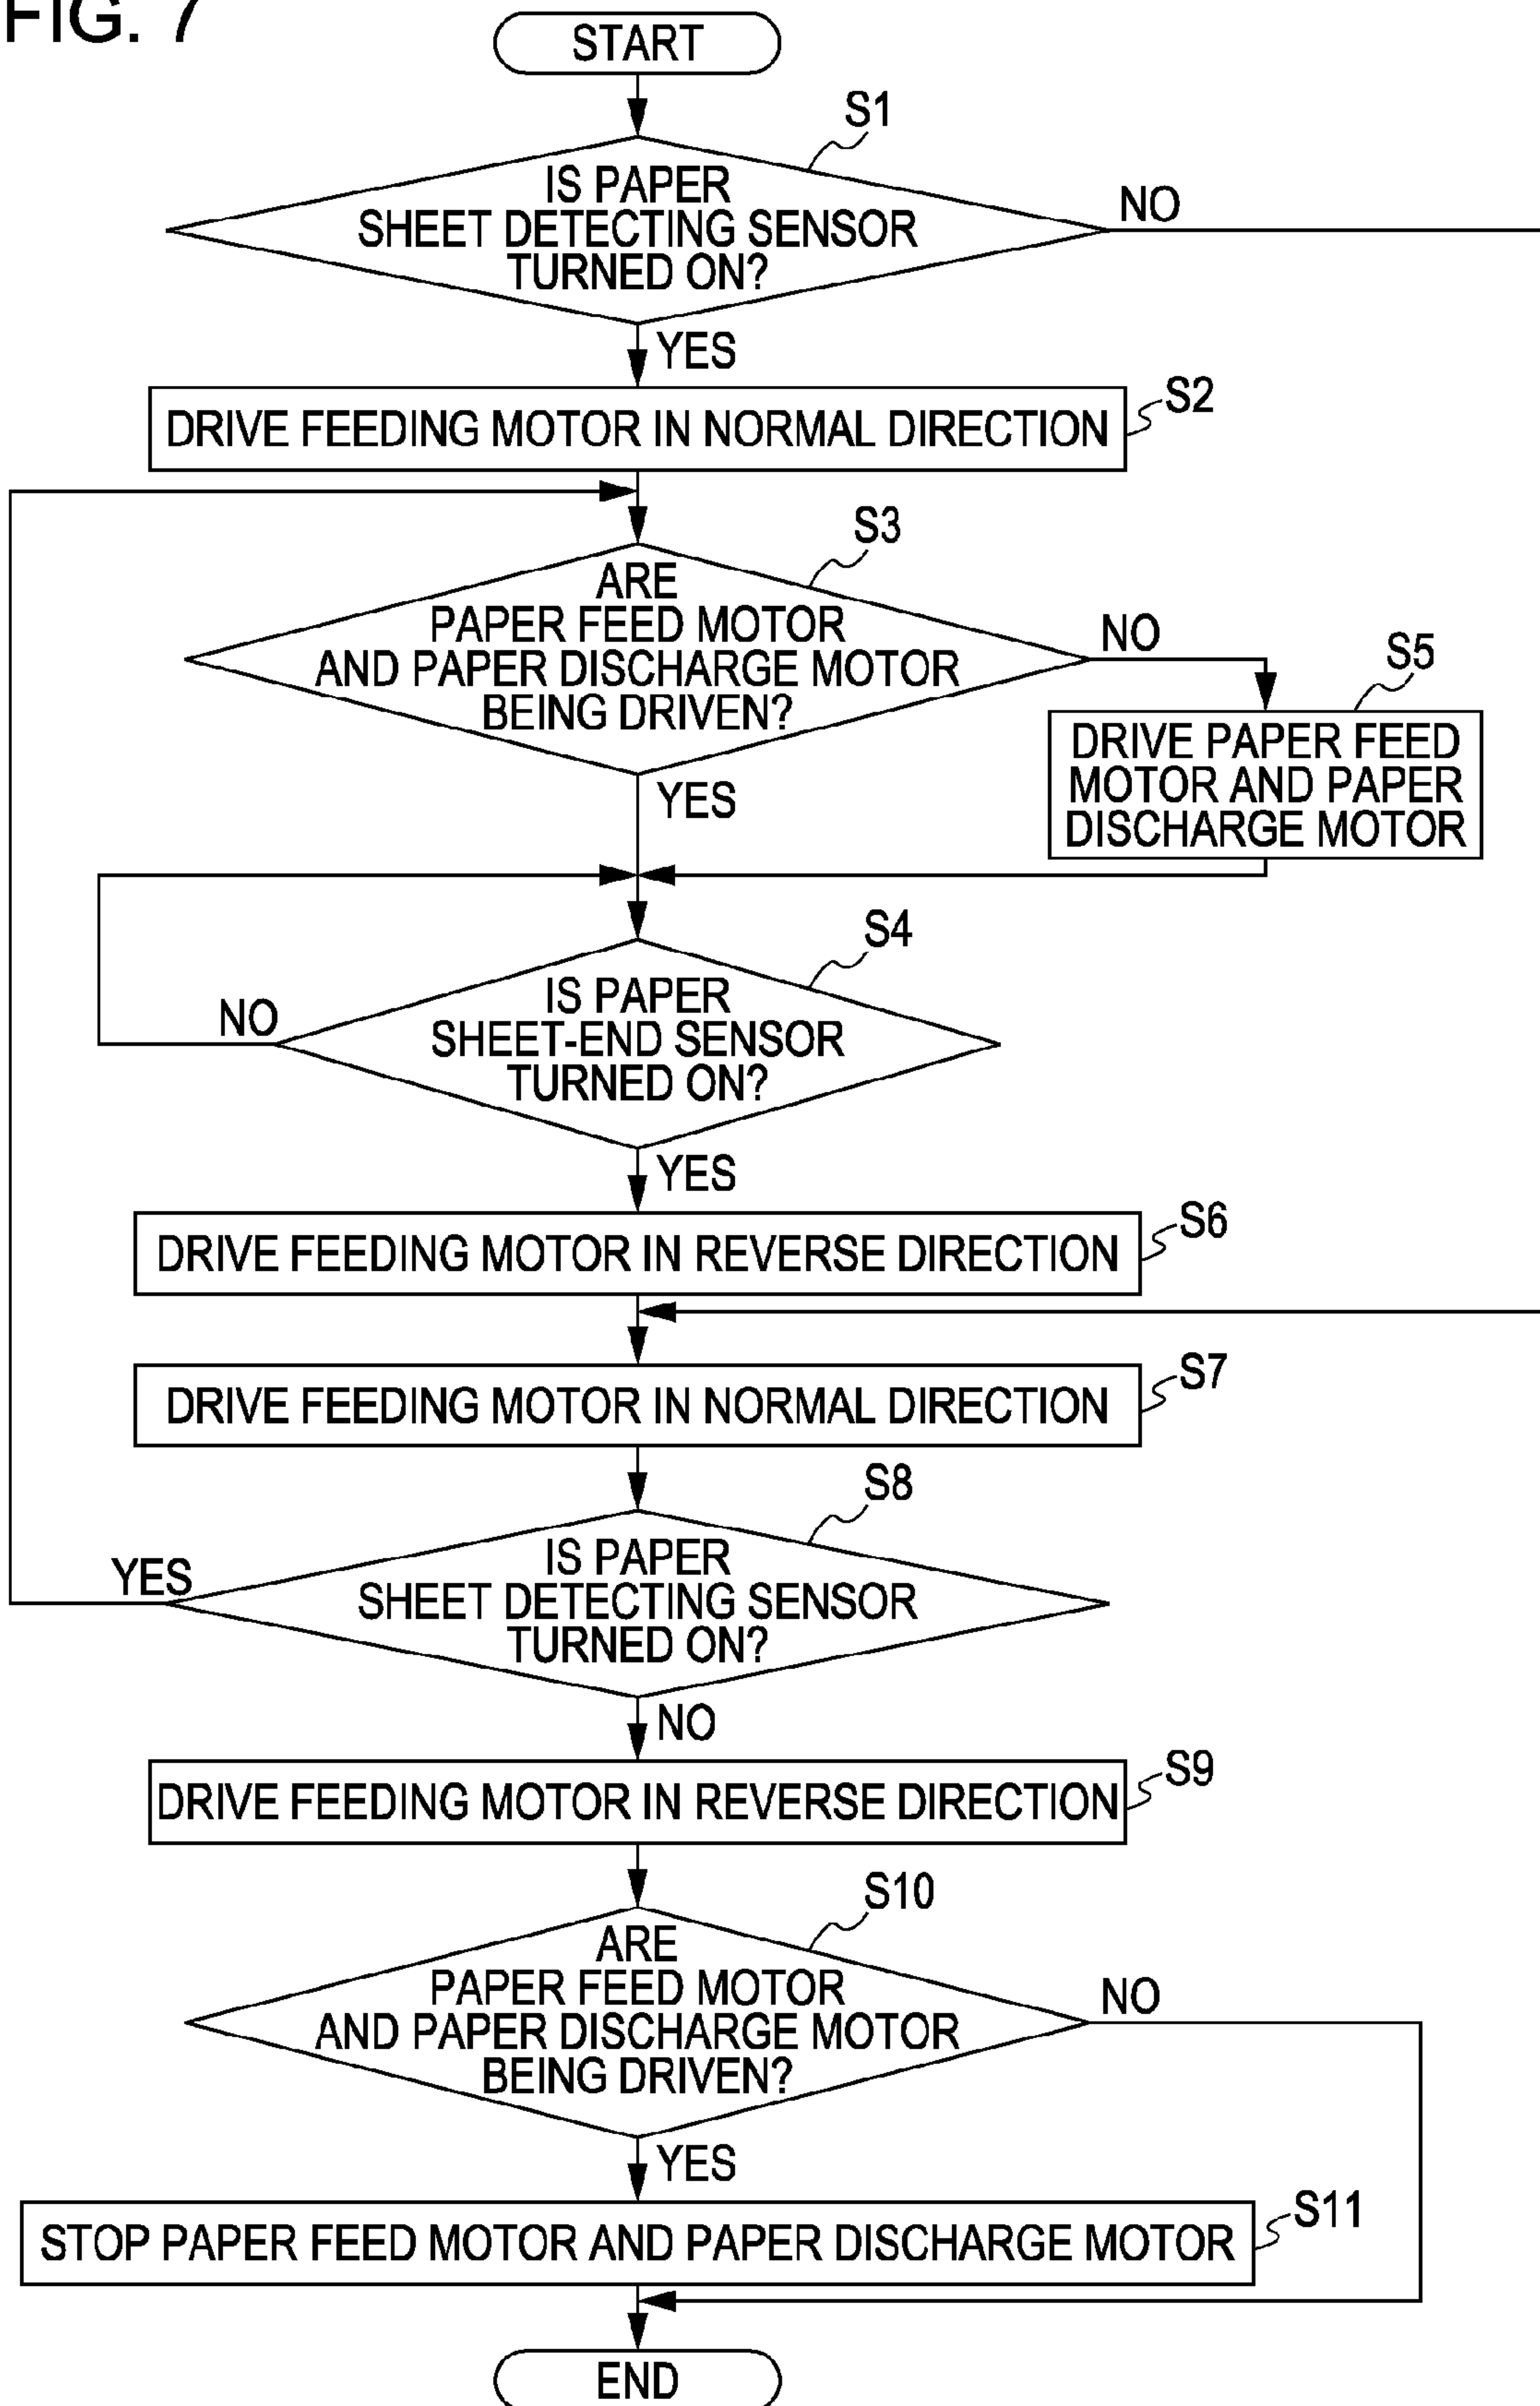 FIG. 7
START
S1
IS PAPER
SHEET DETECTING SENSOR
TURNED ON?
NO
YES
S2
DRIVE FEEDING MOTOR IN NORMAL DIRECTION
S3
ARE
PAPER FEED MOTOR
AND PAPER DISCHARGE MOTOR
BEING DRIVEN?
NO
S5
DRIVE PAPER FEED
MOTOR AND PAPER
DISCHARGE MOTOR
YES
S4
IS PAPER
SHEET-END SENSOR
TURNED ON?
NO
YES
S6
DRIVE FEEDING MOTOR IN REVERSE DIRECTION
S7
DRIVE FEEDING MOTOR IN NORMAL DIRECTION
S8
IS PAPER
SHEET DETECTING SENSOR
TURNED ON?
YES
NO
S9
DRIVE FEEDING MOTOR IN REVERSE DIRECTION
S10
ARE
PAPER FEED MOTOR
AND PAPER DISCHARGE MOTOR
BEING DRIVEN?
NO
YES
S11
STOP PAPER FEED MOTOR AND PAPER DISCHARGE MOTOR
END